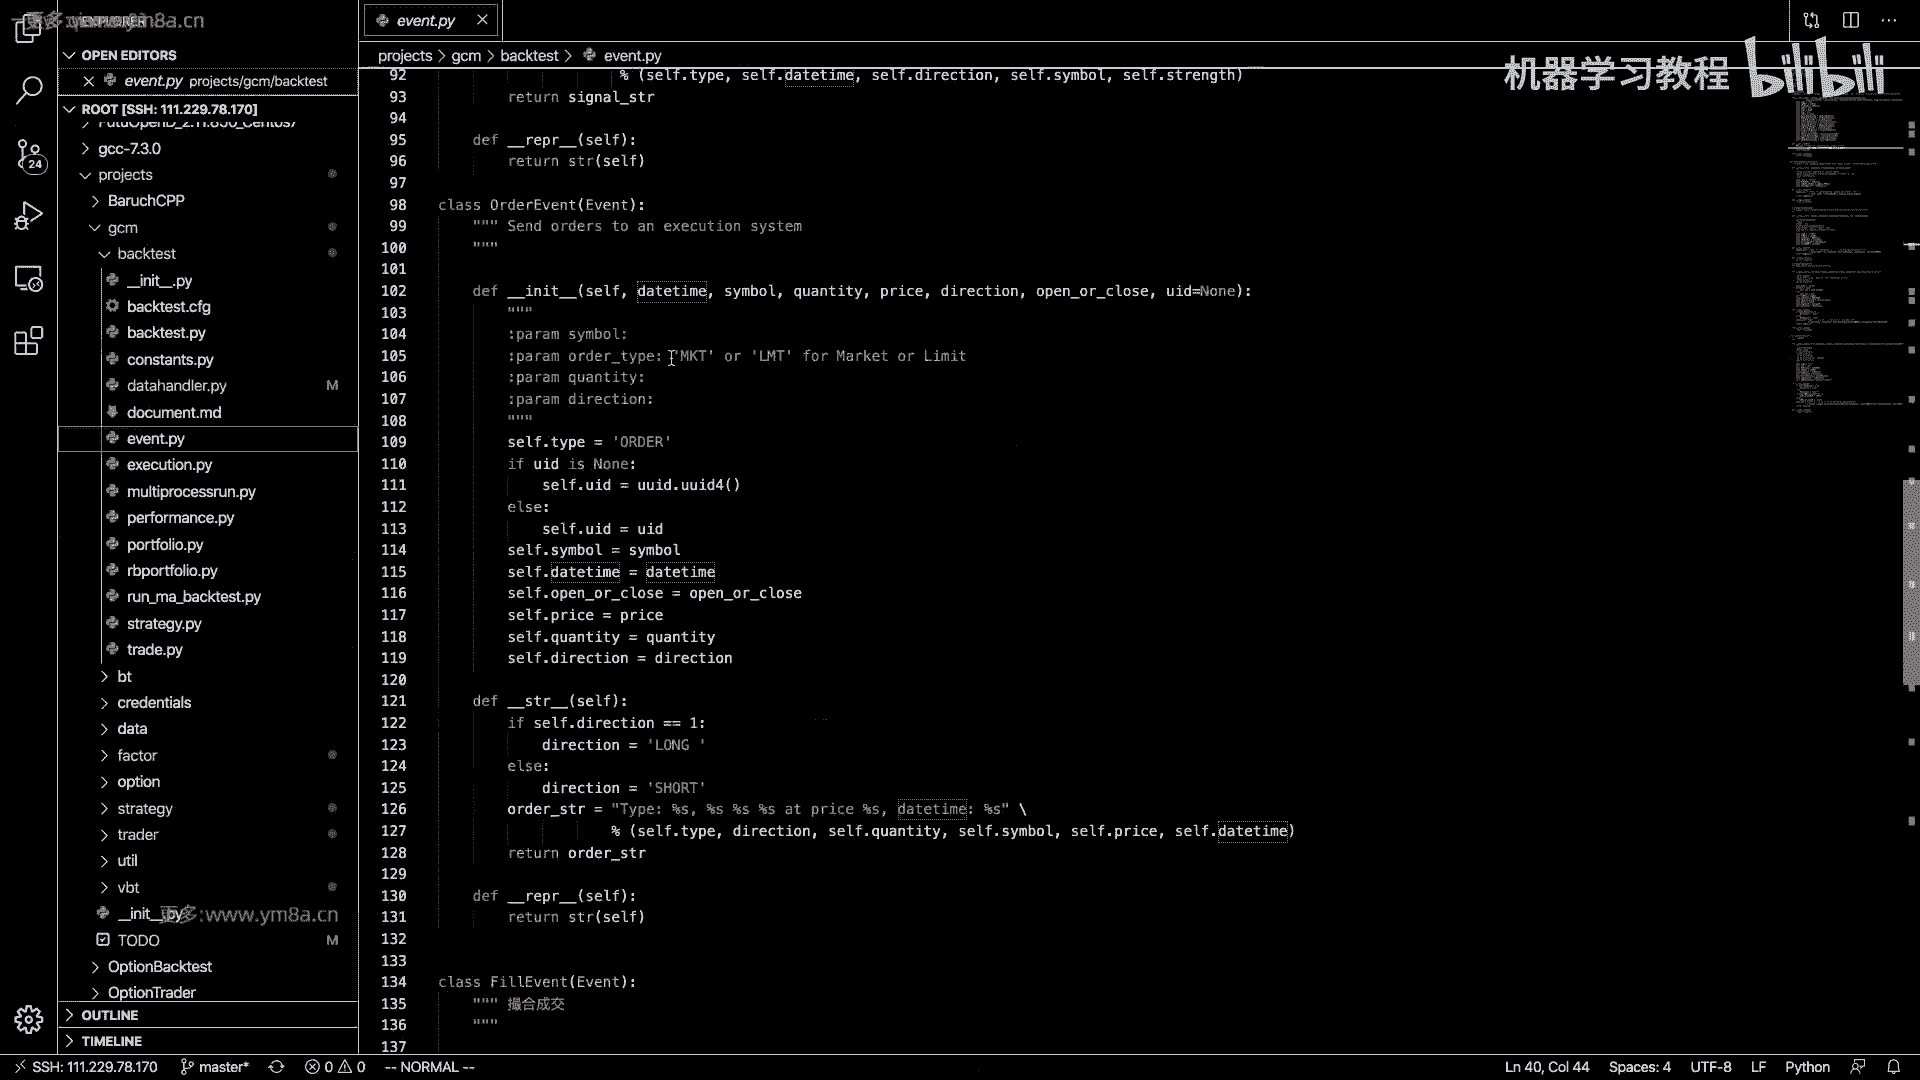 event.py
OPEN EDITORS
event.py projects/gcm/backtest
ROOT [SSH: 111.229.78.170]
gcc-7.3.0
24
projects
BaruchCPP
gcm
backtest
__init__.py
backtest.cfg
backtest.py
constants.py
datahandler.py M
document.md
event.py
execution.py
multiprocessrun.py
performance.py
portfolio.py
rbportfolio.py
run_ma_backtest.py
strategy.py
trade.py
bt
credentials
data
factor
option
strategy
trader
util
vbt
__init__.py
更多:www.ym8a.cn
TODO M
OptionBacktest
OptionTrader
OUTLINE
TIMELINE
projects > gcm > backtest > event.py
机器学习教程 bilibili
92 % (self.type, self.datetime, self.direction, self.symbol, self.strength)
93 return signal_str
94
95 def __repr__(self):
96 return str(self)
97
98 class OrderEvent(Event):
99 """ Send orders to an execution system
100 """
101
102 def __init__(self, datetime, symbol, quantity, price, direction, open_or_close, uid=None):
103 """
104 :param symbol:
105 :param order_type: 'MKT' or 'LMT' for Market or Limit
106 :param quantity:
107 :param direction:
108 """
109 self.type = 'ORDER'
110 if uid is None:
111 self.uid = uuid.uuid4()
112 else:
113 self.uid = uid
114 self.symbol = symbol
115 self.datetime = datetime
116 self.open_or_close = open_or_close
117 self.price = price
118 self.quantity = quantity
119 self.direction = direction
120
121 def __str__(self):
122 if self.direction == 1:
123 direction = 'LONG '
124 else:
125 direction = 'SHORT'
126 order_str = "Type: %s, %s %s %s at price %s, datetime: %s" \
127 % (self.type, direction, self.quantity, self.symbol, self.price, self.datetime)
128 return order_str
129
130 def __repr__(self):
131 return str(self)
132
133
134 class FillEvent(Event):
135 """ 撮合成交
136 """
137
SSH: 111.229.78.170 master* 0 0 -- NORMAL --
Ln 40, Col 44 Spaces: 4 UTF-8 LF Python